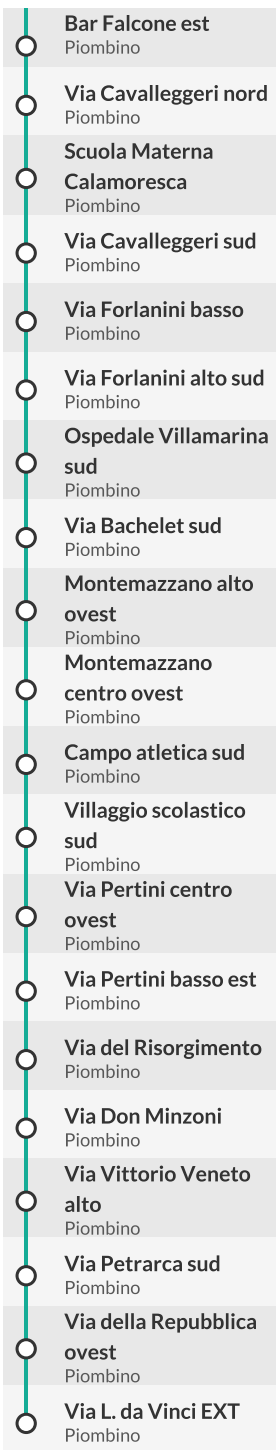 Bar Falcone est
Piombino
Via Cavalleggeri nord
Piombino
Scuola Materna
Calamoresca
Piombino
Via Cavalleggeri sud
Piombino
Via Forlanini basso
Piombino
Via Forlanini alto sud
Piombino
Ospedale Villamarina
sud
Piombino
Via Bachelet sud
Piombino
Montemazzano alto
ovest
Piombino
Montemazzano
centro ovest
Piombino
Campo atletica sud
Piombino
Villaggio scolastico
sud
Piombino
Via Pertini centro
ovest
Piombino
Via Pertini basso est
Piombino
Via del Risorgimento
Piombino
Via Don Minzoni
Piombino
Via Vittorio Veneto
alto
Piombino
Via Petrarca sud
Piombino
Via della Repubblica
ovest
Piombino
Via L. da Vinci EXT
Piombino